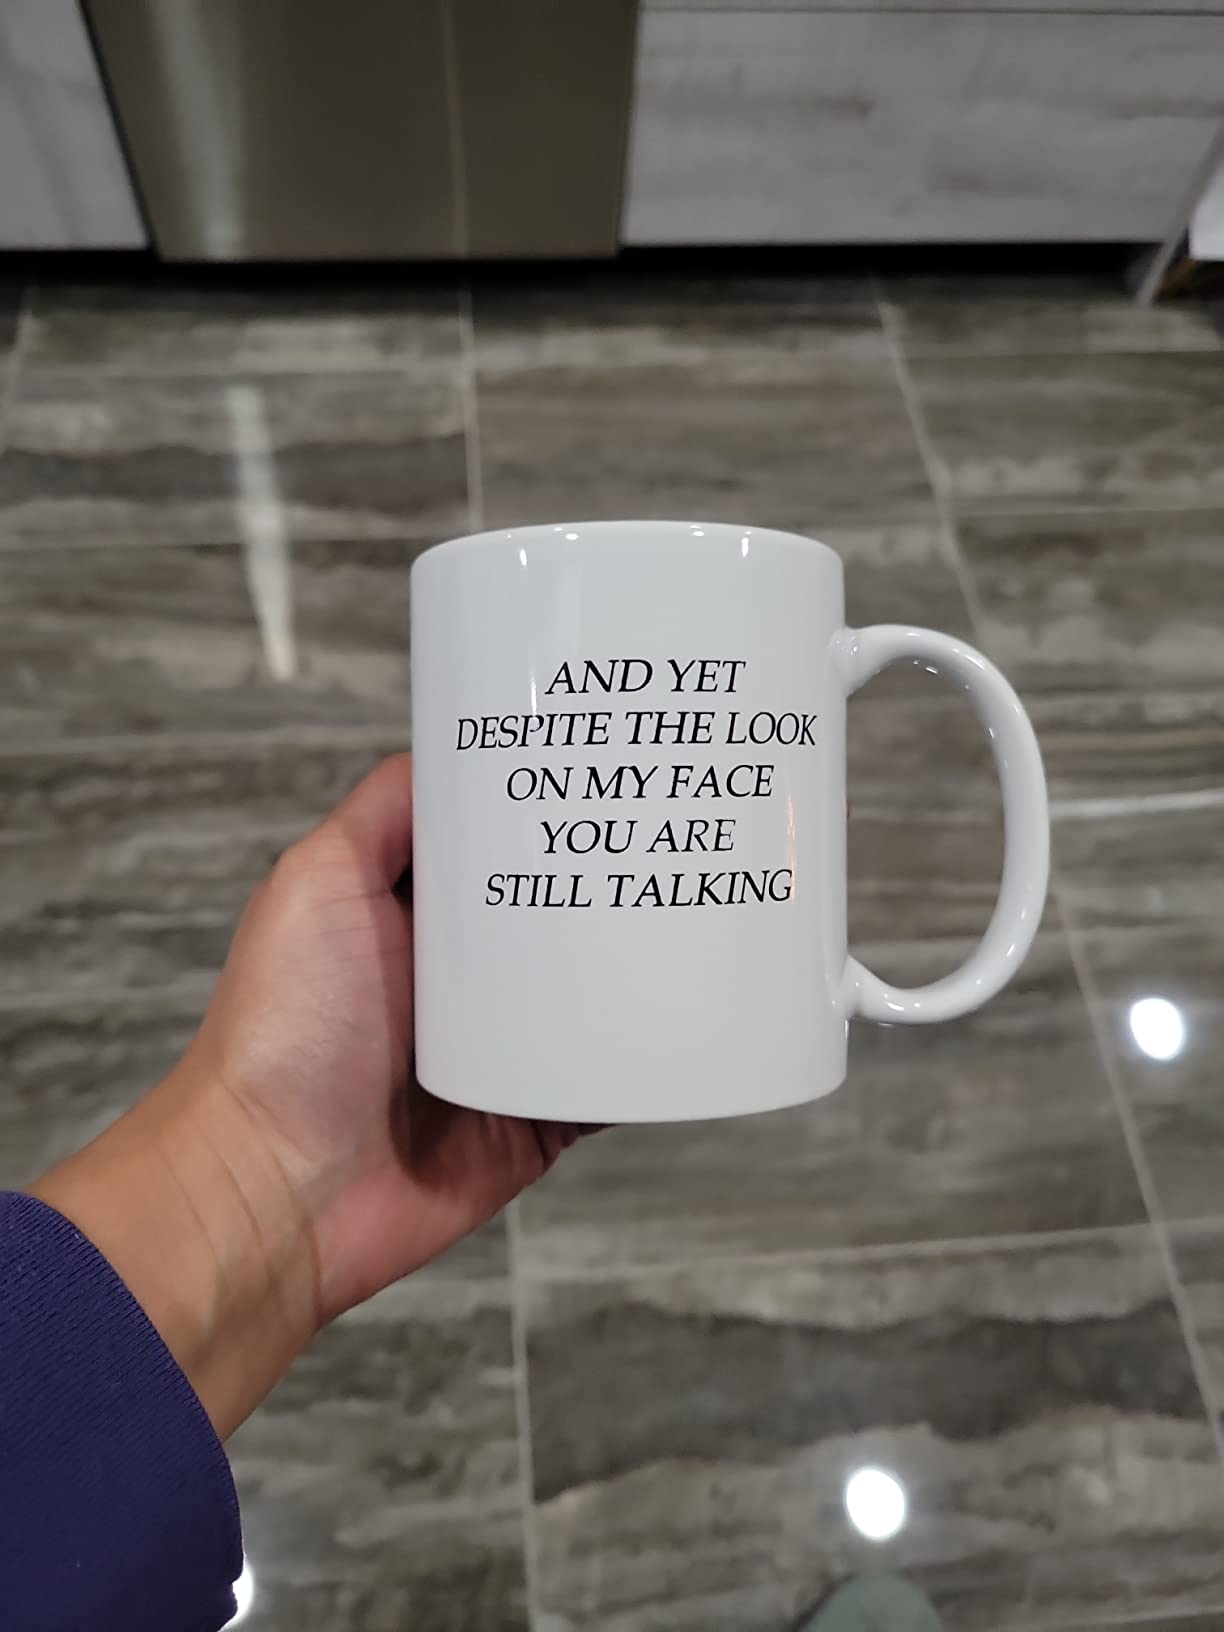 AND YET
DESPITE THE LOOK
ON MY FACE
YOU ARE
STILL TALKING